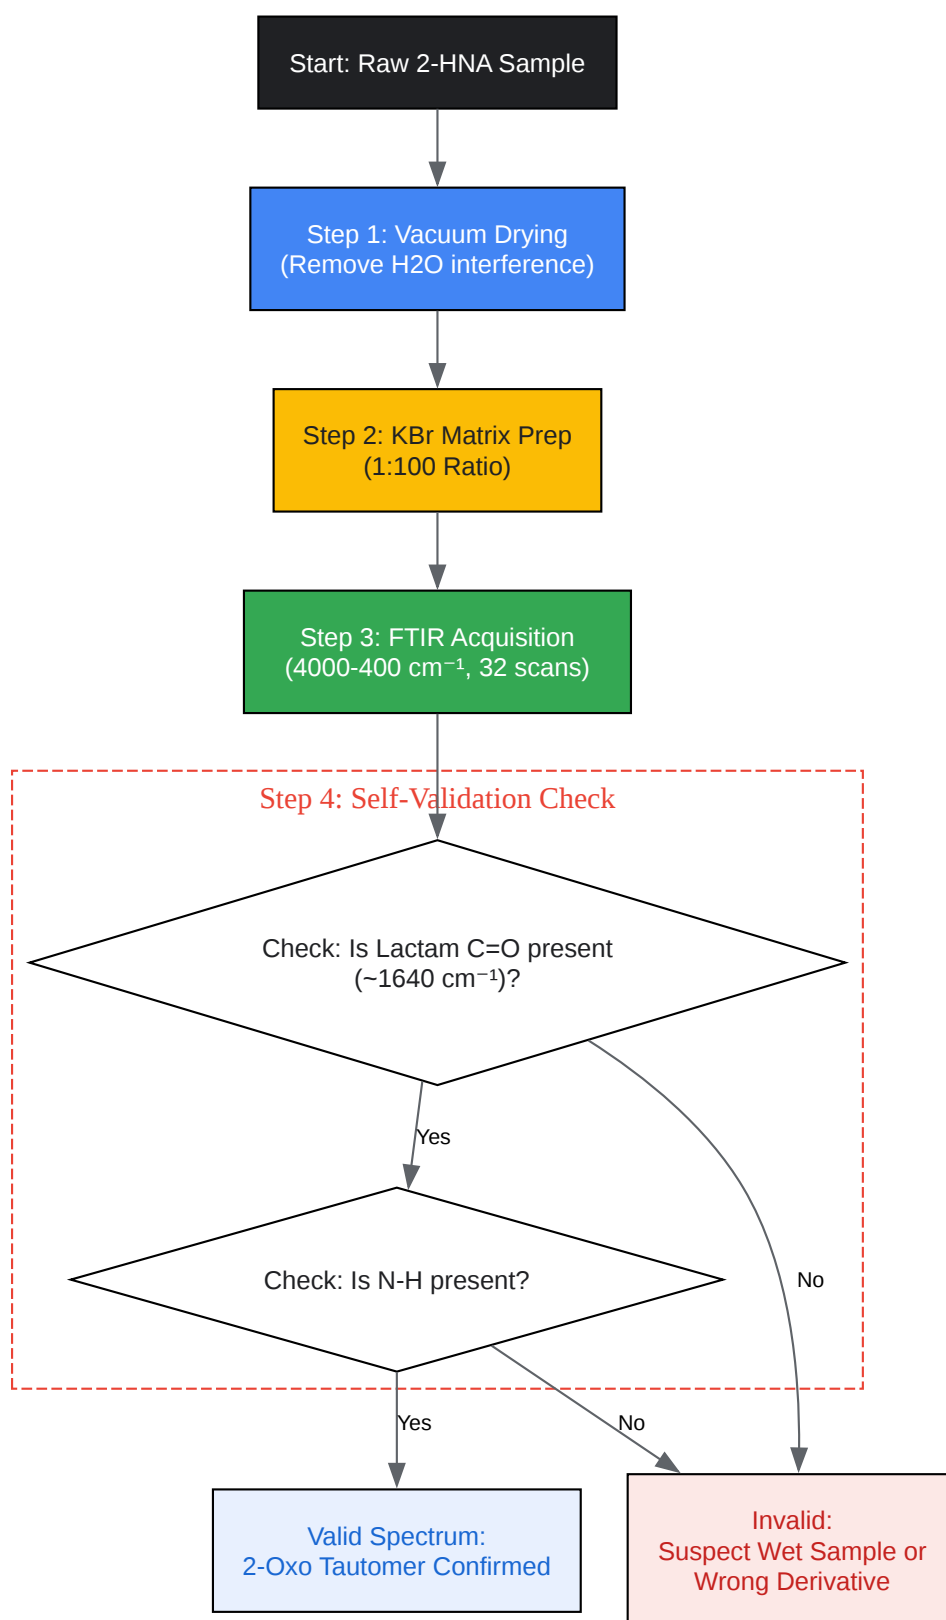 Start: Raw 2-HNA Sample
Step 1: Vacuum Drying
(Remove H2O interference)
Step 2: KBr Matrix Prep
(1:100 Ratio)
Step 3: FTIR Acquisition
(4000-400 cm⁻¹, 32 scans)
Step 4: Self-Validation Check
Check: Is Lactam C=O present
(~1640 cm⁻¹)?
Yes
Check: Is N-H present?
No
Yes
No
Valid Spectrum:
2-Oxo Tautomer Confirmed
Invalid:
Suspect Wet Sample or
Wrong Derivative